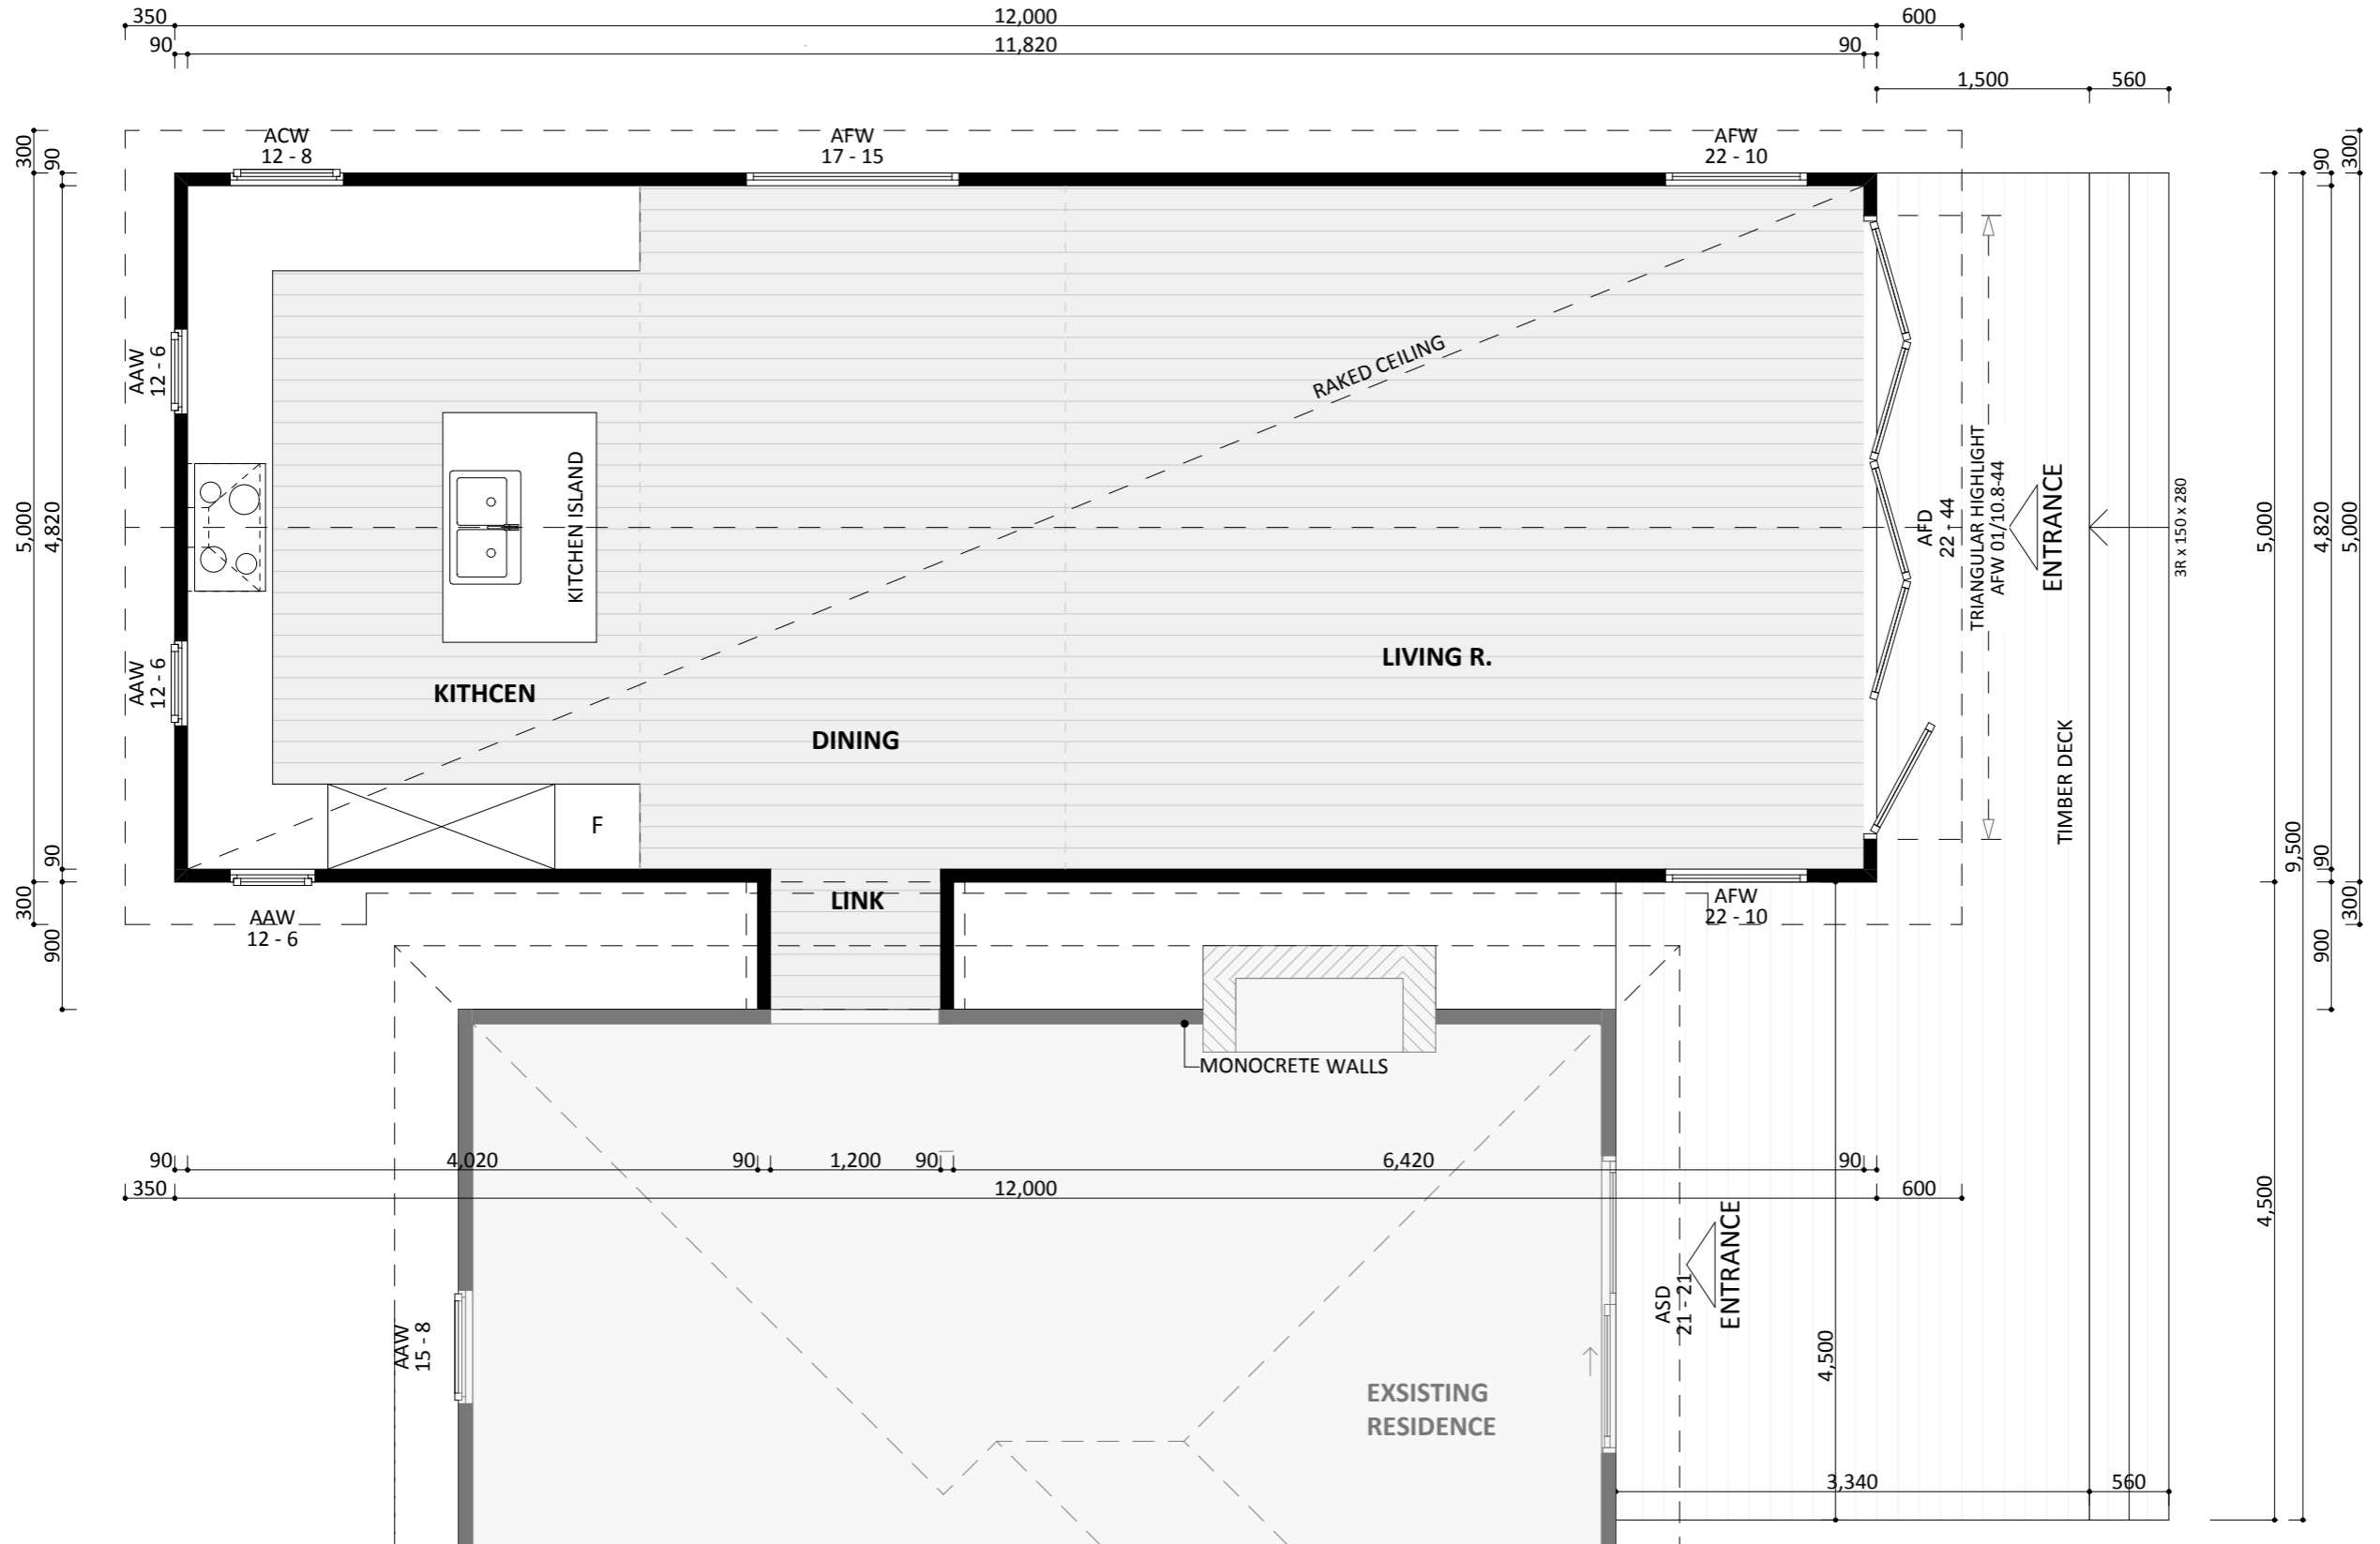 350
12,000
600
90
11,820
90
1,500
560
300
90
ACW
12 - 8
AFW
17 - 15
AFW
22 - 10
90
300
AAW
12 - 6
RAKED CEILING
KITCHEN ISLAND
5,000
4,820
AFD
22 - 44
TRIANGULAR HIGHLIGHT
AFW 01/10.8-44
ENTRANCE
3R x 150 x 280
5,000
4,820
5,000
AAW
12 - 6
KITHCEN
LIVING R.
DINING
TIMBER DECK
F
9,500
90
90
300
300
LINK
AAW
12 - 6
AFW
22 - 10
900
900
MONOCRETE WALLS
90
4,020
90
1,200
90
6,420
90
350
12,000
600
4,500
ASD
21 - 21
ENTRANCE
AAW
15 - 8
4,500
EXSISTING
RESIDENCE
3,340
560